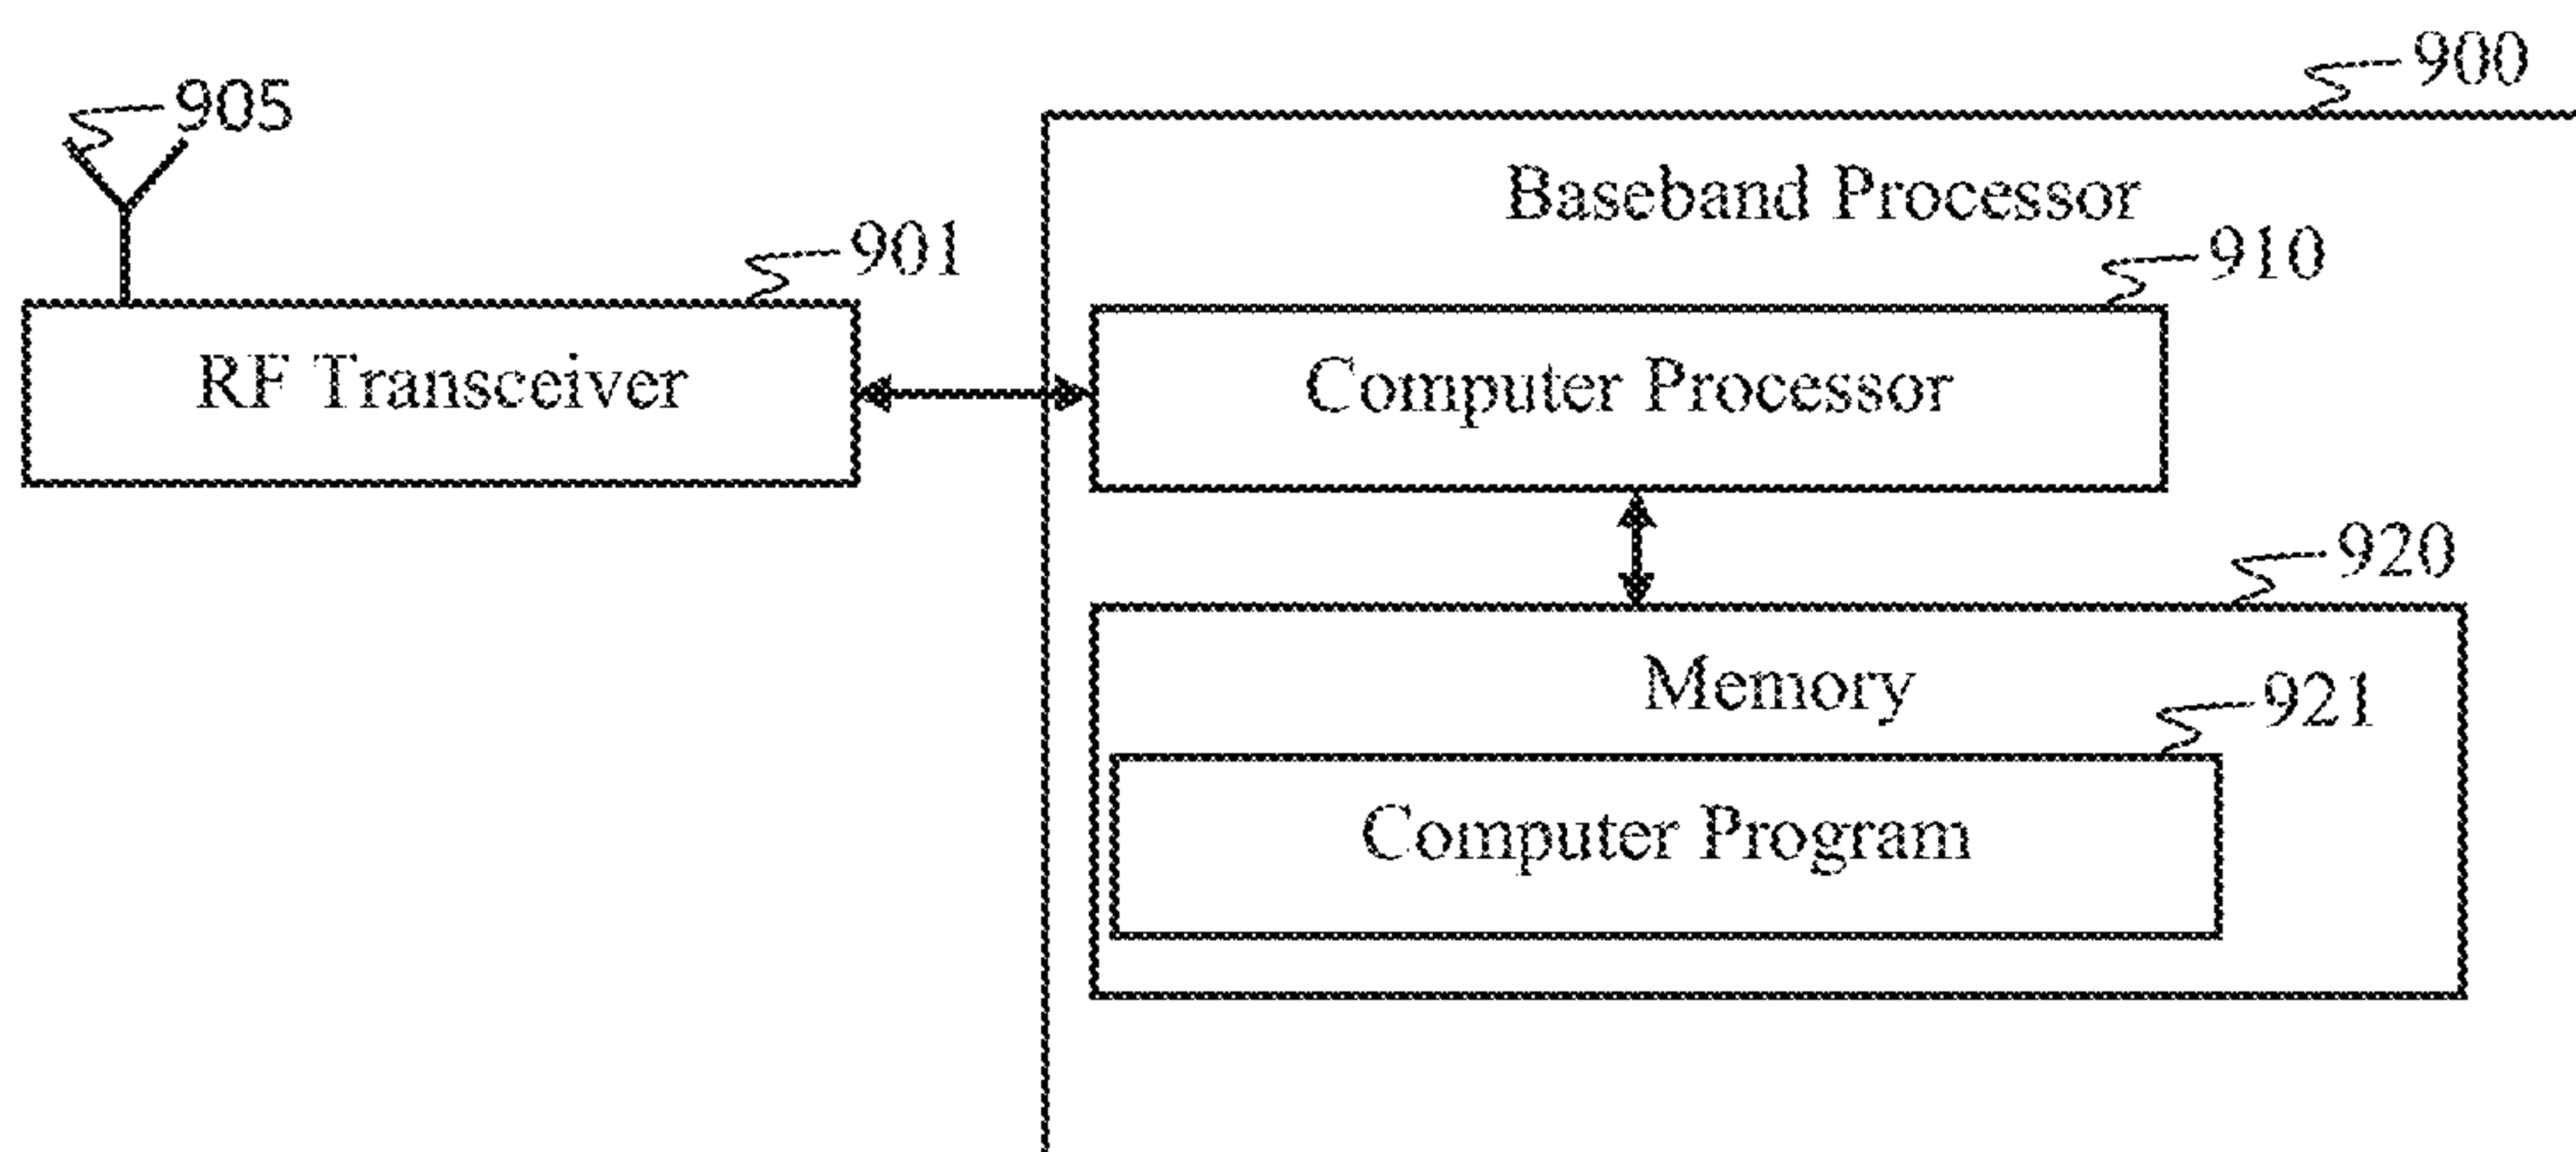 900
905
Baseband Processor
901
910
RF Transceiver
Computer Processor
920
Memory
921
Computer Program